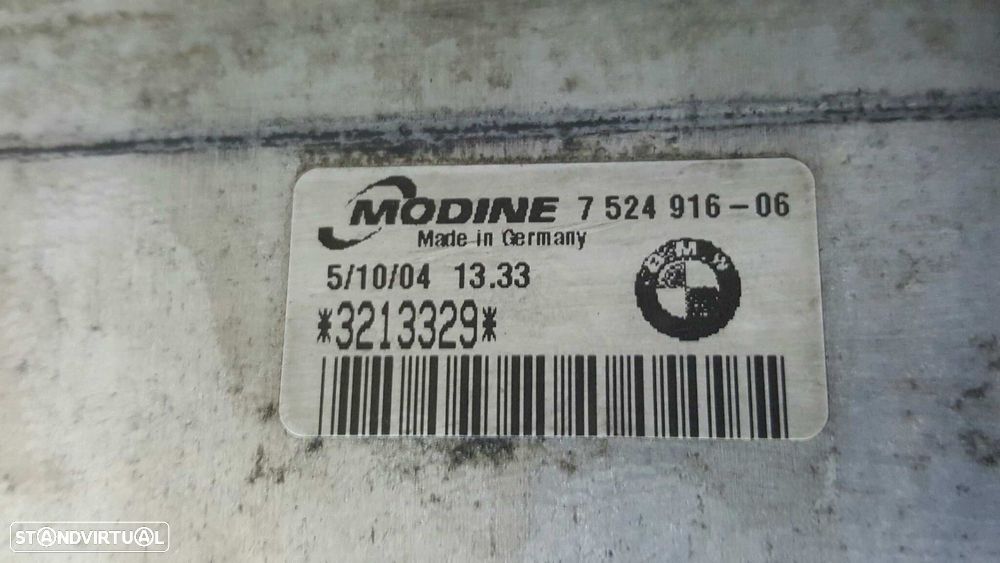 MODINE 7 524 916-06
Made in Germany
BMW
5/10/04 13.33
*3213329*
STANDVIRTUAL